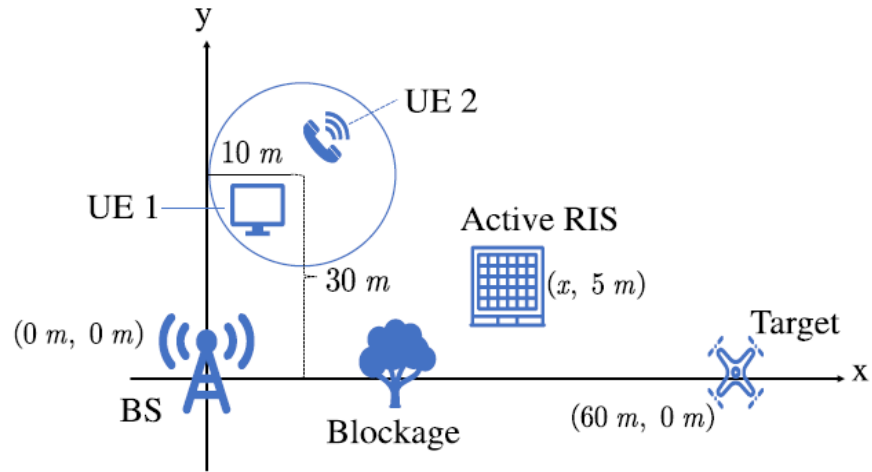 y
UE 2
10 m
UE 1
Active RIS
30 m
(x, 5 m)
(0 m, 0 m)
Target
x
BS
Blockage
(60 m, 0 m)